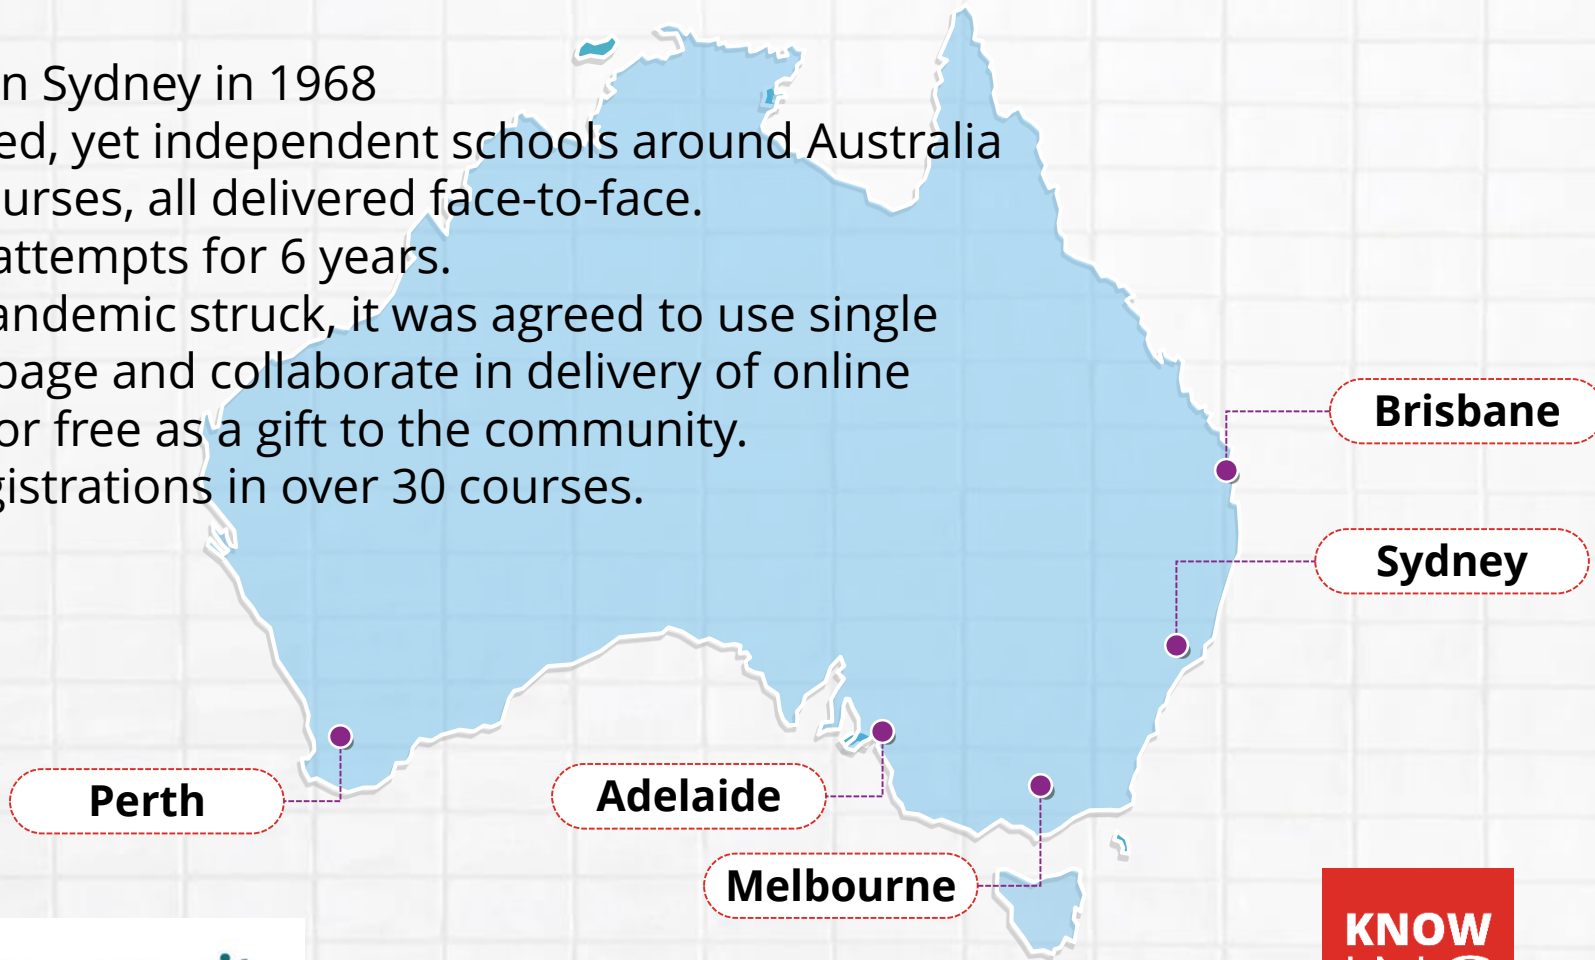 n Sydney in 1968
ed, yet independent schools around Australia
urses, all delivered face-to-face.
attempts for 6 years.
andemic struck, it was agreed to use single
page and collaborate in delivery of online
or free as a gift to the community.
gistrations in over 30 courses.
Brisbane
Sydney
Perth
Adelaide
Melbourne
KNOW